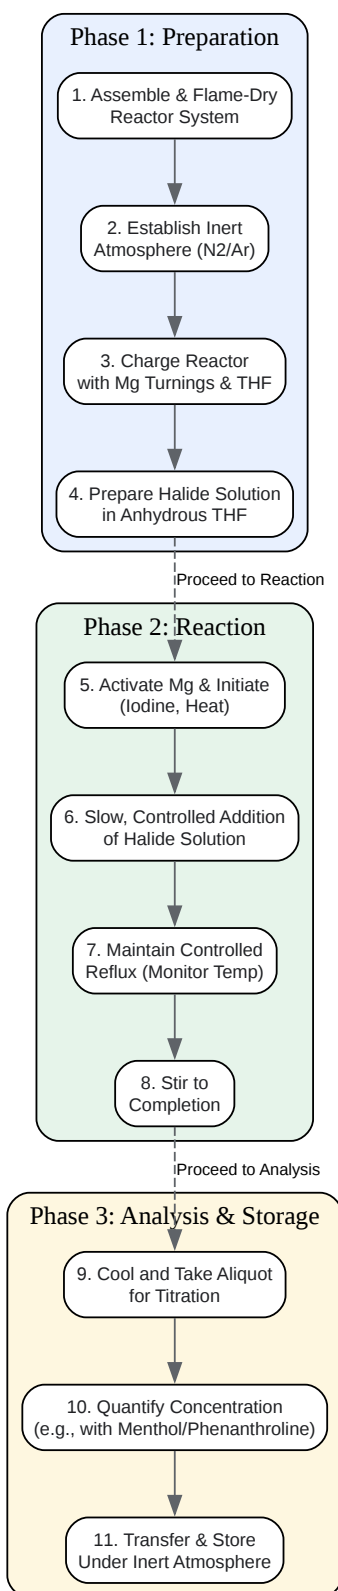 Phase 1: Preparation
1. Assemble & Flame-Dry
Reactor System
2. Establish Inert
Atmosphere (N2/Ar)
3. Charge Reactor
with Mg Turnings & THF
4. Prepare Halide Solution
in Anhydrous THF
Proceed to Reaction
Phase 2: Reaction
5. Activate Mg & Initiate
(Iodine, Heat)
6. Slow, Controlled Addition
of Halide Solution
7. Maintain Controlled
Reflux (Monitor Temp)
8. Stir to
Completion
Proceed to Analysis
Phase 3: Analysis & Storage
9. Cool and Take Aliquot
for Titration
10. Quantify Concentration
(e.g., with Menthol/Phenanthroline)
11. Transfer & Store
Under Inert Atmosphere